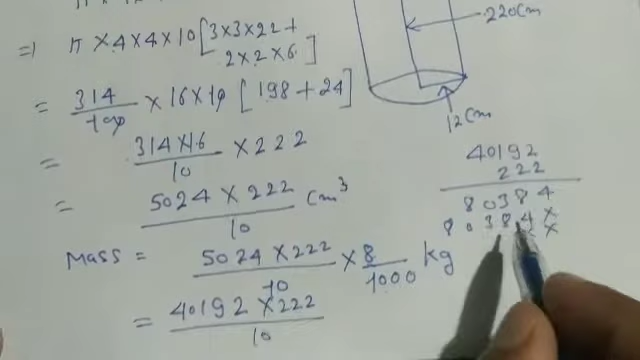 =) π × 4 × 4 × 10 [ 3×3×22 +
2 × 2 × 6 ]
= 314/100 × 16 × 10 [ 198 + 24 ]
= 314 × 16/10 × 222
= 5024 × 222/10 Cm³
Mass = 5024 × 222/10 × 8/1000 kg
= 40192 × 222/10
220 Cm
12 Cm
40192
222
80384
80384×
×